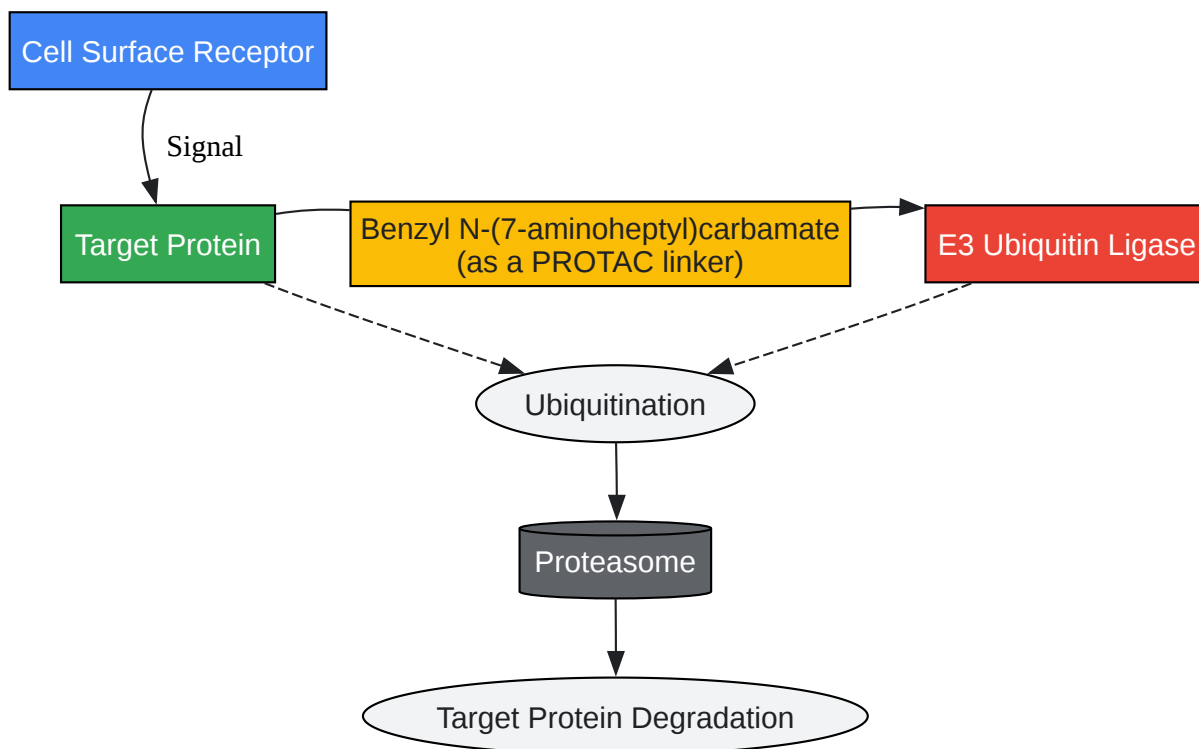 Cell Surface Receptor
Signal
Target Protein
Benzyl N-(7-aminoheptyl)carbamate
(as a PROTAC linker)
E3 Ubiquitin Ligase
Ubiquitination
Proteasome
Target Protein Degradation